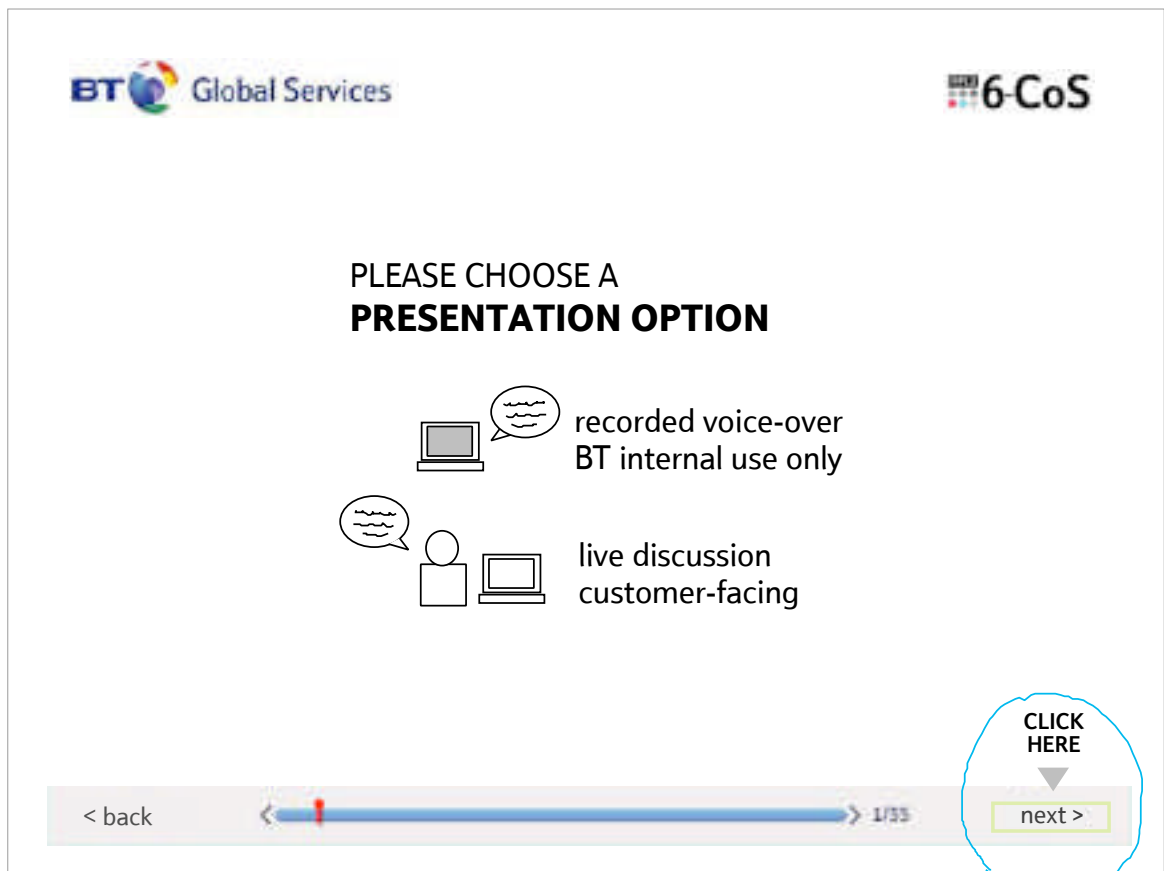 BT Global Services
6-CoS
PLEASE CHOOSE A
PRESENTATION OPTION
recorded voice-over
BT internal use only
live discussion
customer-facing
CLICK
HERE
< back
1/35
next >